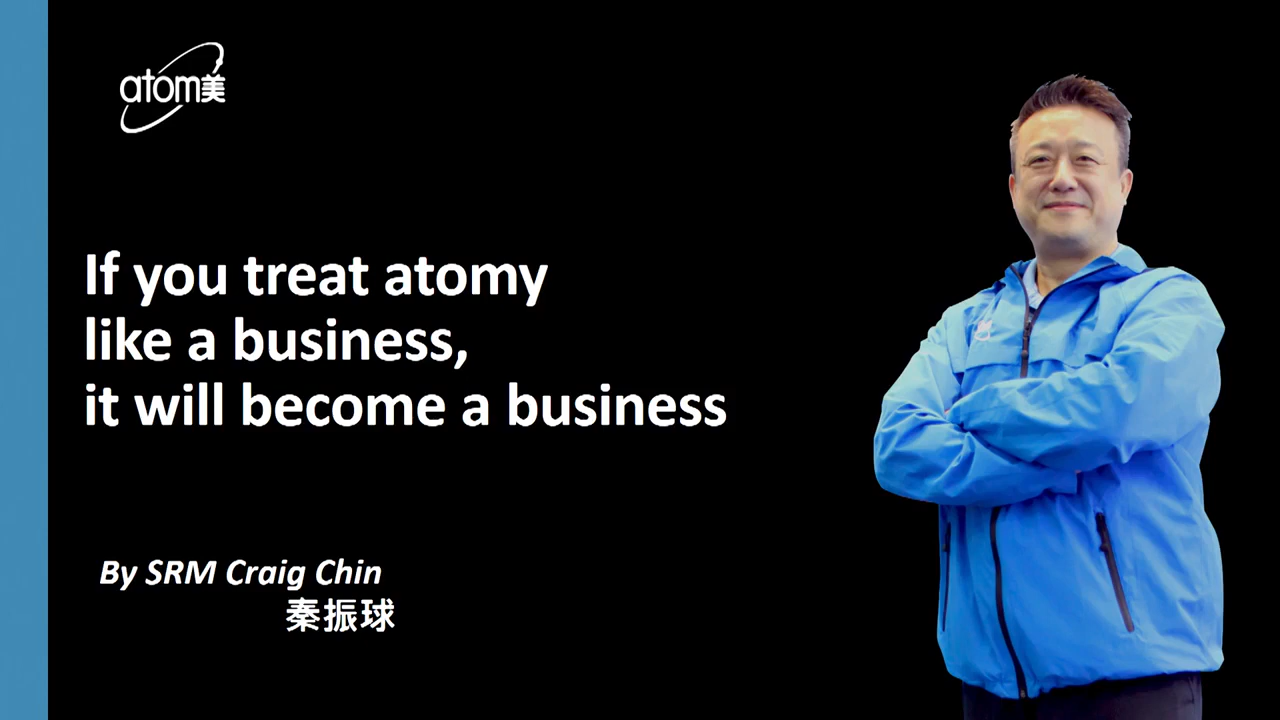 atom美
If you treat atomy
like a business,
it will become a business
By SRM Craig Chin
秦振球